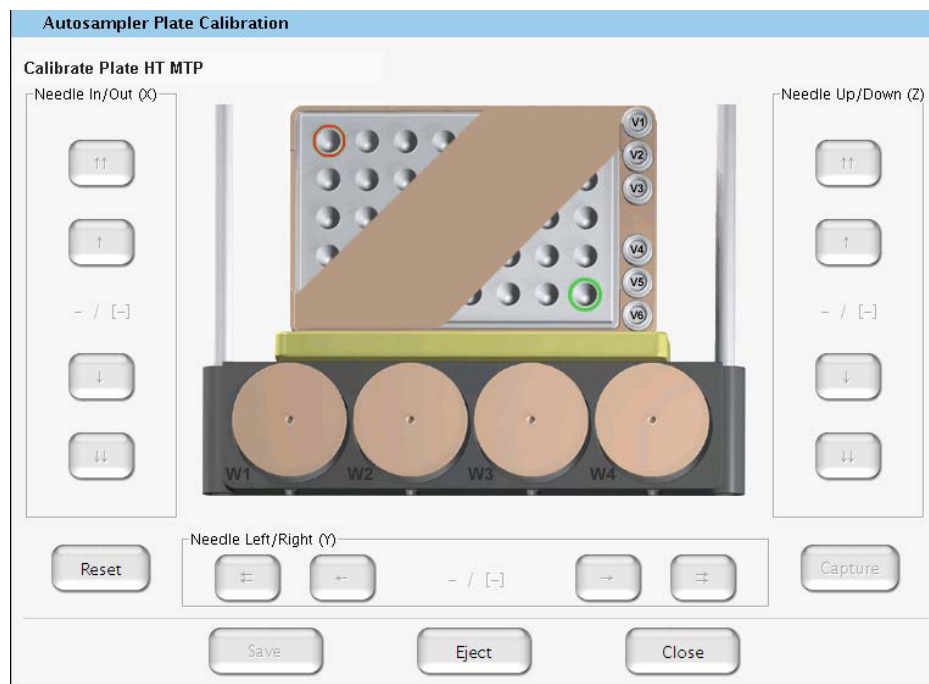 Autosampler Plate Calibration
Calibrate Plate HT MTP
Needle In/Out (X)
Needle Up/Down (Z)
↑↑
↑
- / [-]
↓
↓↓
V1
V2
V3
V4
V5
V6
W1 W2 W3 W4
↑↑
↑
- / [-]
↓
↓↓
Needle Left/Right (Y)
Reset
⇇ ← - / [-] → ⇉
Capture
Save Eject Close